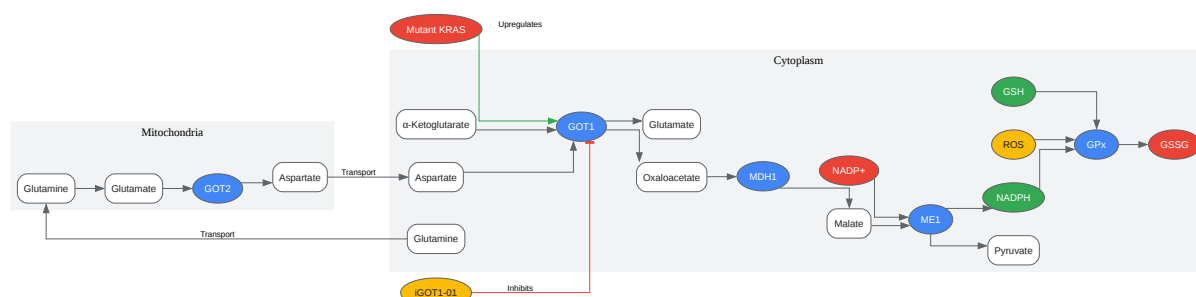 Mutant KRAS
Upregulates
Cytoplasm
GSH
α-Ketoglutarate
GOT1
Glutamate
Mitochondria
ROS
GPx
GSSG
Glutamine
Glutamate
GOT2
Aspartate
Transport
Aspartate
Oxaloacetate
MDH1
NADP+
NADPH
Malate
ME1
Transport
Glutamine
Pyruvate
iGOT1-01
Inhibits